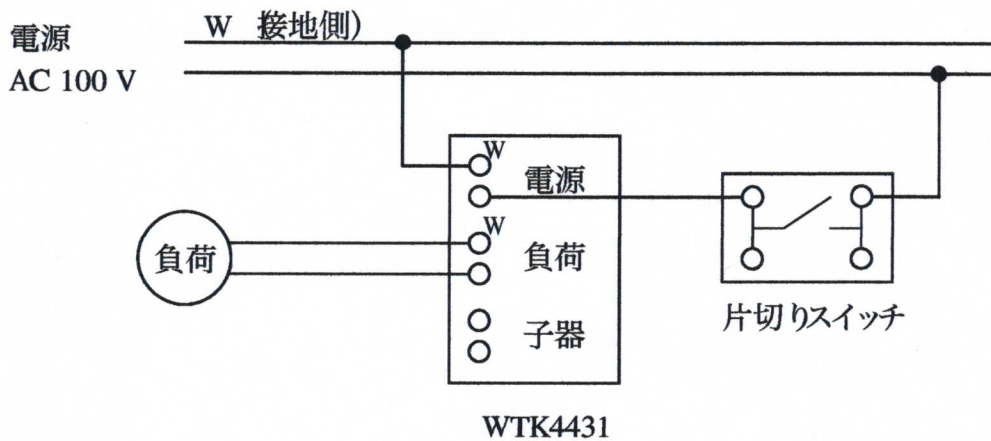 電源
AC 100 V
W 接地側）
W
電源
W
負荷
負荷
子器
片切りスイッチ
WTK4431